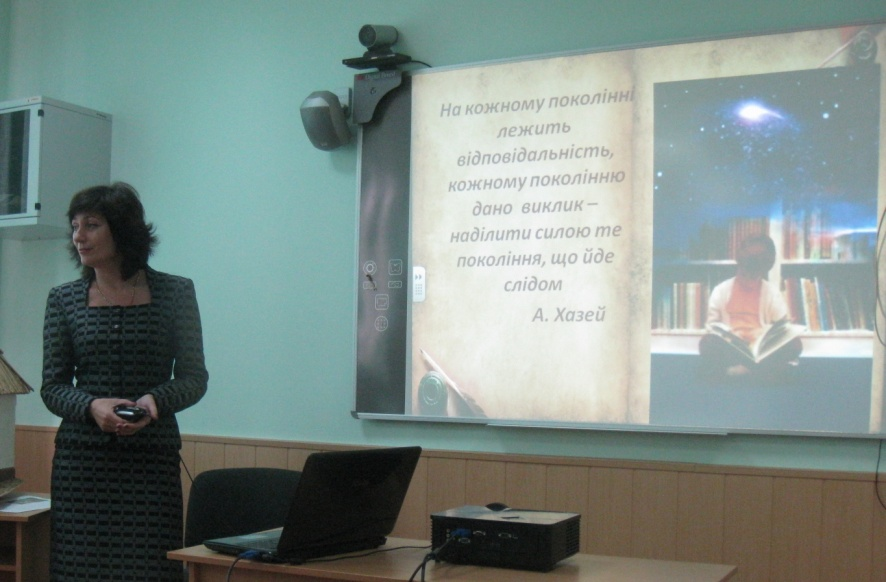 На кожному поколінні
лежить
відповідальність,
кожному поколінню
дано виклик –
наділити силою те
покоління, що йде
слідом
А. Хазей